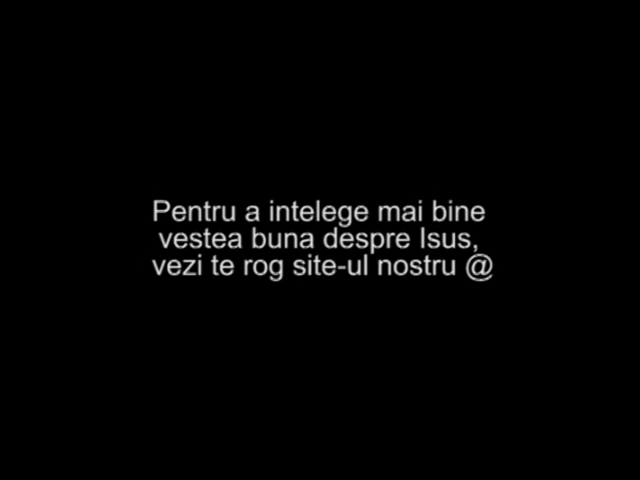 Pentru a intelege mai bine
vestea buna despre Isus,
vezi te rog site-ul nostru @